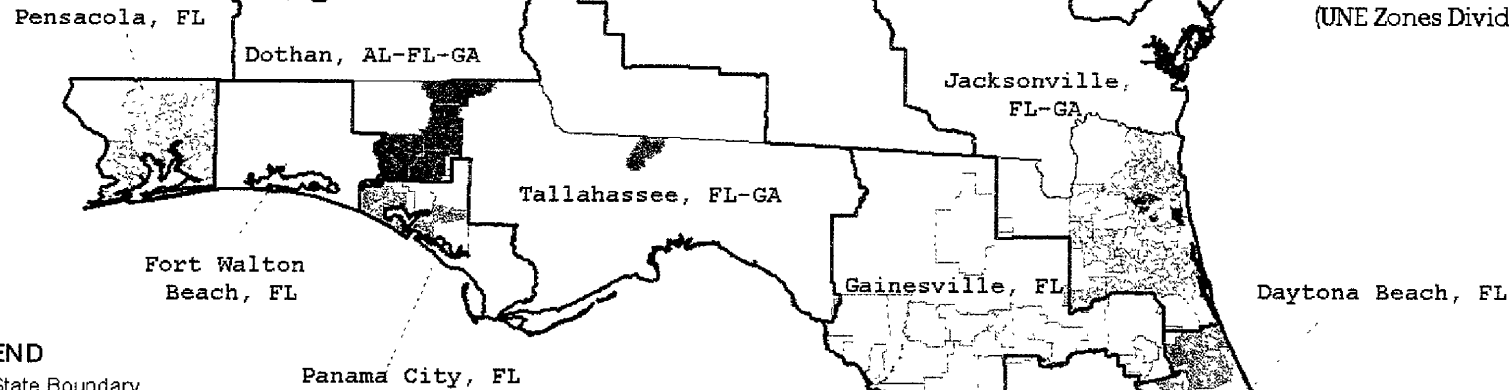 Pensacola, FL
(UNE Zones Divid
Dothan, AL-FL-GA
Jacksonville,
FL-GA
Tallahassee, FL-GA
Fort Walton
Beach, FL
Gainesville, FL
Daytona Beach, FL
END
State Boundary
Panama City, FL